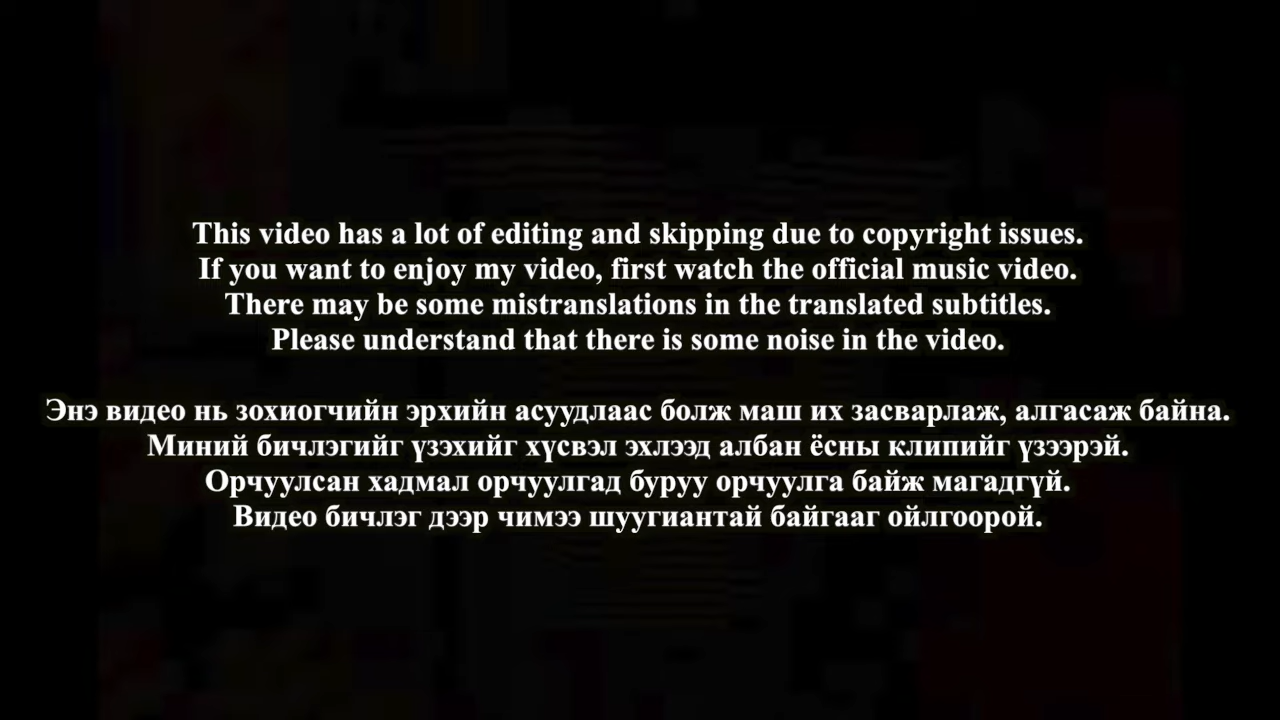 This video has a lot of editing and skipping due to copyright issues.
If you want to enjoy my video, first watch the official music video.
There may be some mistranslations in the translated subtitles.
Please understand that there is some noise in the video.
Энэ видео нь зохиогчийн эрхийн асуудлаас болж маш их засварлаж, алгасаж байна.
Миний бичлэгийг үзэхийг хүсвэл эхлээд албан ёсны клипийг үзээрэй.
Орчуулсан хадмал орчуулгад буруу орчуулга байж магадгүй.
Видео бичлэг дээр чимээ шуугиантай байгааг ойлгоорой.